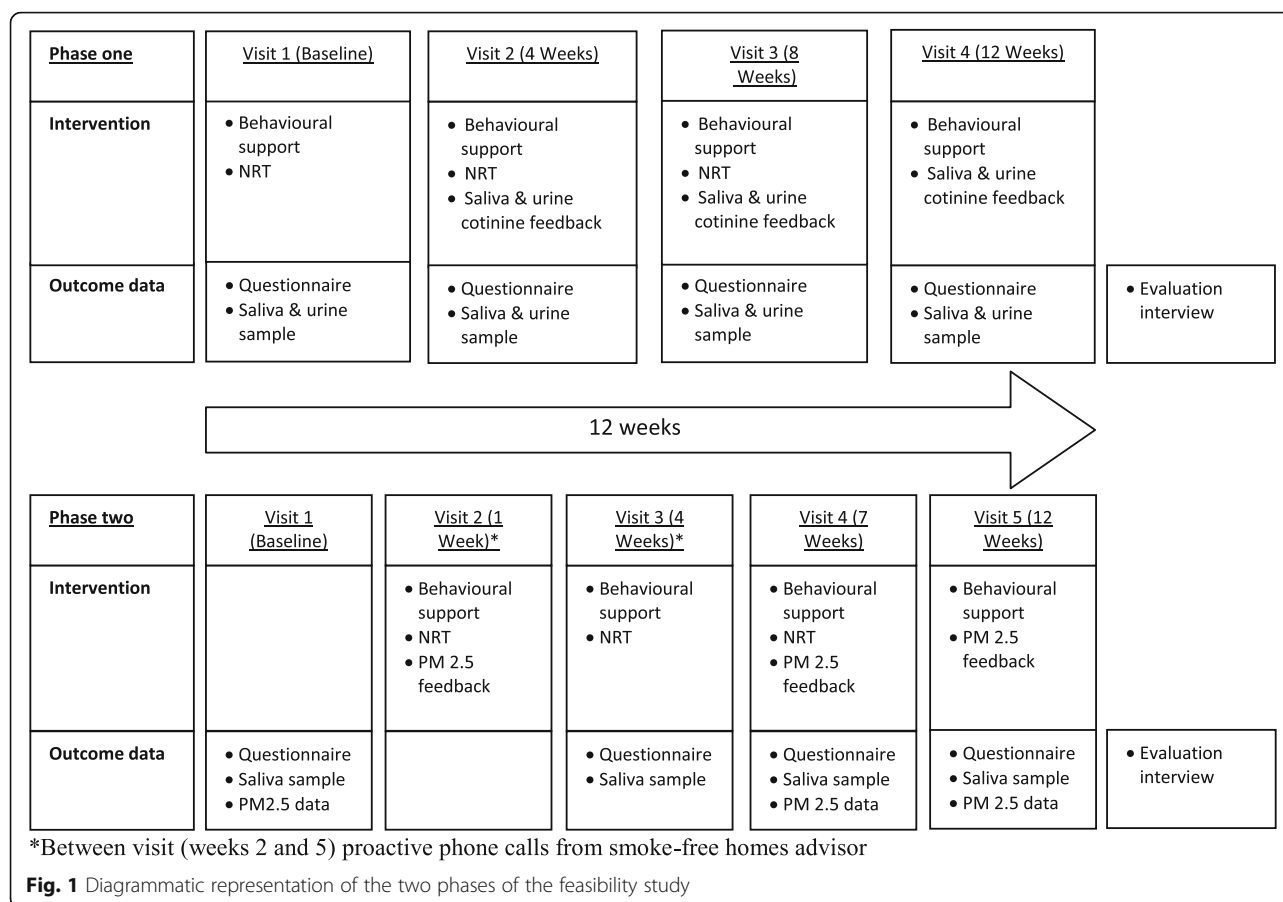 Phase one
Visit 1 (Baseline)
Visit 2 (4 Weeks)
Visit 3 (8
Weeks)
Visit 4 (12 Weeks)
Intervention
• Behavioural
support
• NRT
• Behavioural
support
• NRT
• Saliva & urine
cotinine feedback
• Behavioural
support
• NRT
• Saliva & urine
cotinine feedback
• Behavioural
support
• Saliva & urine
cotinine feedback
Outcome data
• Questionnaire
• Saliva & urine
sample
• Questionnaire
• Saliva & urine
sample
• Questionnaire
• Saliva & urine
sample
• Questionnaire
• Saliva & urine
sample
• Evaluation
interview
12 weeks
Phase two
Visit 1
(Baseline)
Visit 2 (1
Week)*
Visit 3 (4
Weeks)*
Visit 4 (7
Weeks)
Visit 5 (12
Weeks)
Intervention
• Behavioural
support
• NRT
• PM 2.5
feedback
• Behavioural
support
• NRT
• Behavioural
support
• NRT
• PM 2.5
feedback
• Behavioural
support
• PM 2.5
feedback
Outcome data
• Questionnaire
• Saliva sample
• PM2.5 data
• Questionnaire
• Saliva sample
• Questionnaire
• Saliva sample
• PM 2.5 data
• Questionnaire
• Saliva sample
• PM 2.5 data
• Evaluation
interview
*Between visit (weeks 2 and 5) proactive phone calls from smoke-free homes advisor
Fig. 1 Diagrammatic representation of the two phases of the feasibility study